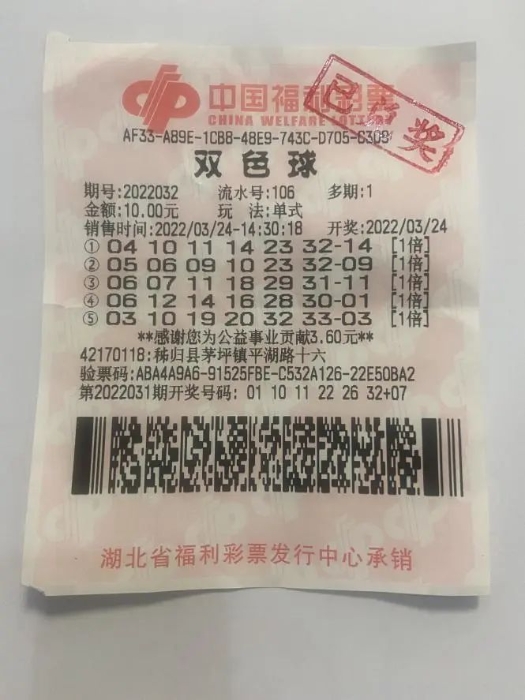 中国福利彩票
CHINA WELFARE LOTTERY
已兑奖
AF33-A89E-1CB8-48E9-743C-D705-C309
双色球
期号:2022032 流水号:106 多期:1
金额:10.00元 玩 法:单式
销售时间:2022/03/24-14:30:18 开奖:2022/03/24
① 04 10 11 14 23 32-14 [1倍]
② 05 06 09 10 23 32-09 [1倍]
③ 06 07 11 18 29 31-11 [1倍]
④ 06 12 14 16 28 30-01 [1倍]
⑤ 03 10 19 20 32 33-03 [1倍]
**感谢您为公益事业贡献3.60元**
42170118:秭归县茅坪镇平湖路十六
验票码:ABA4A9A6-91525FBE-C532A126-22E50BA2
第2022031期开奖号码: 01 10 11 22 26 32+07
湖北省福利彩票发行中心承销